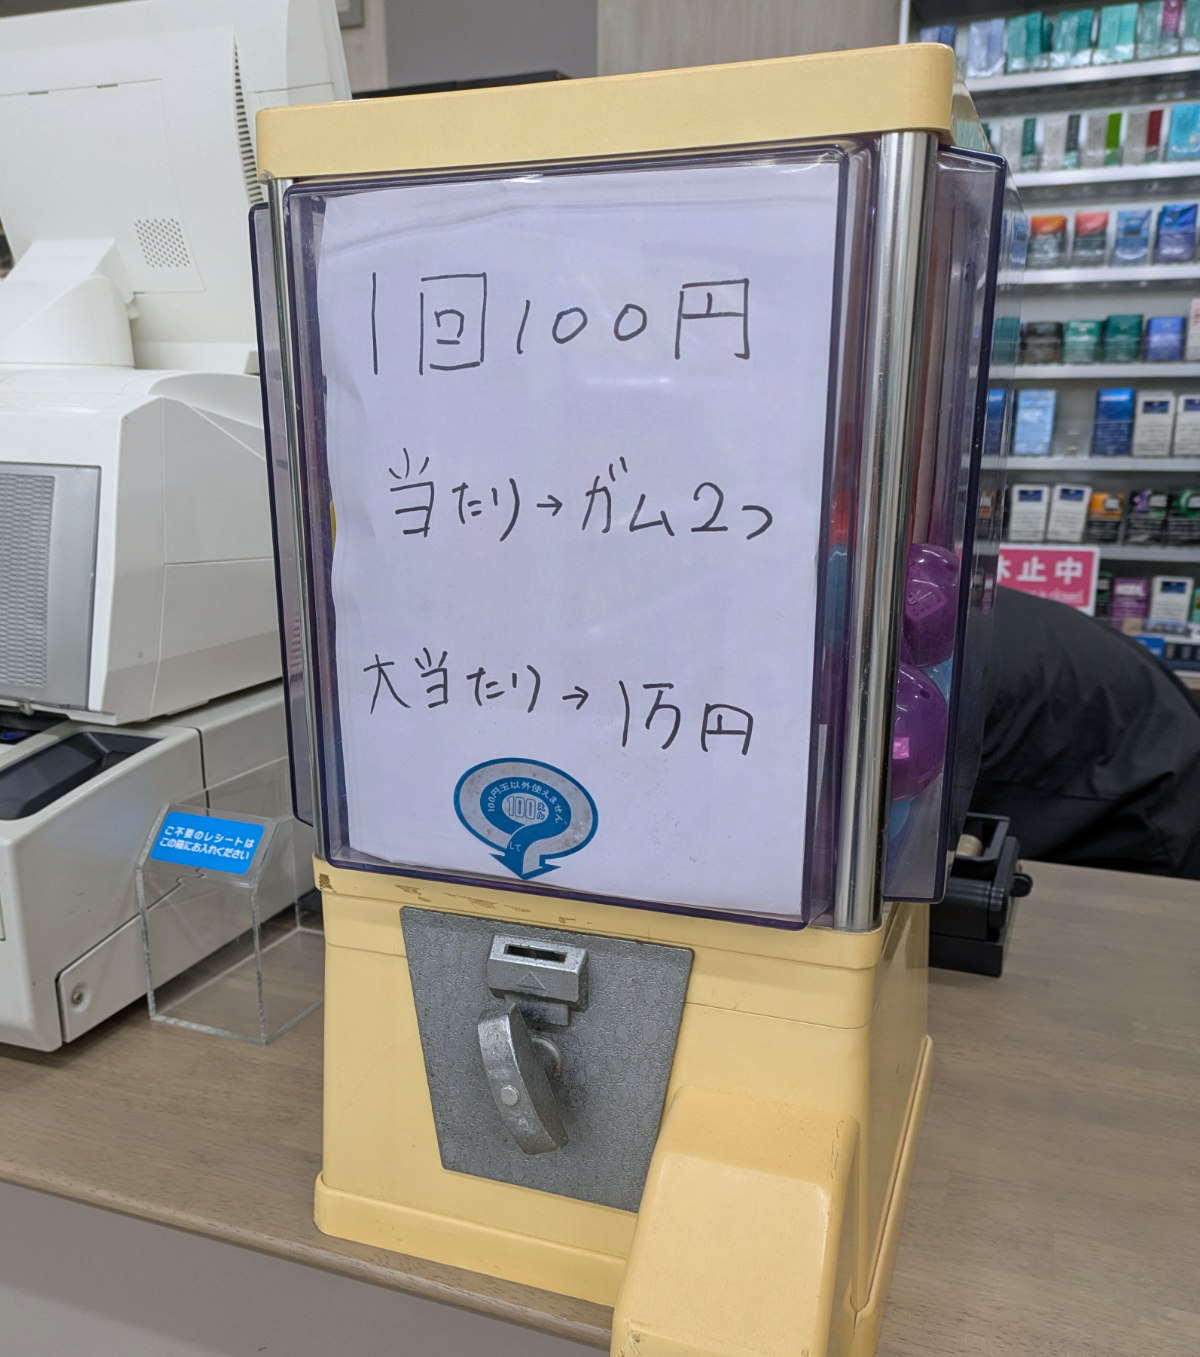 1回100円
当たり→ガム2つ
大当たり→1万円
100円玉以外使えません
100
ご不要のレシートは
この箱にお入れください
休止中